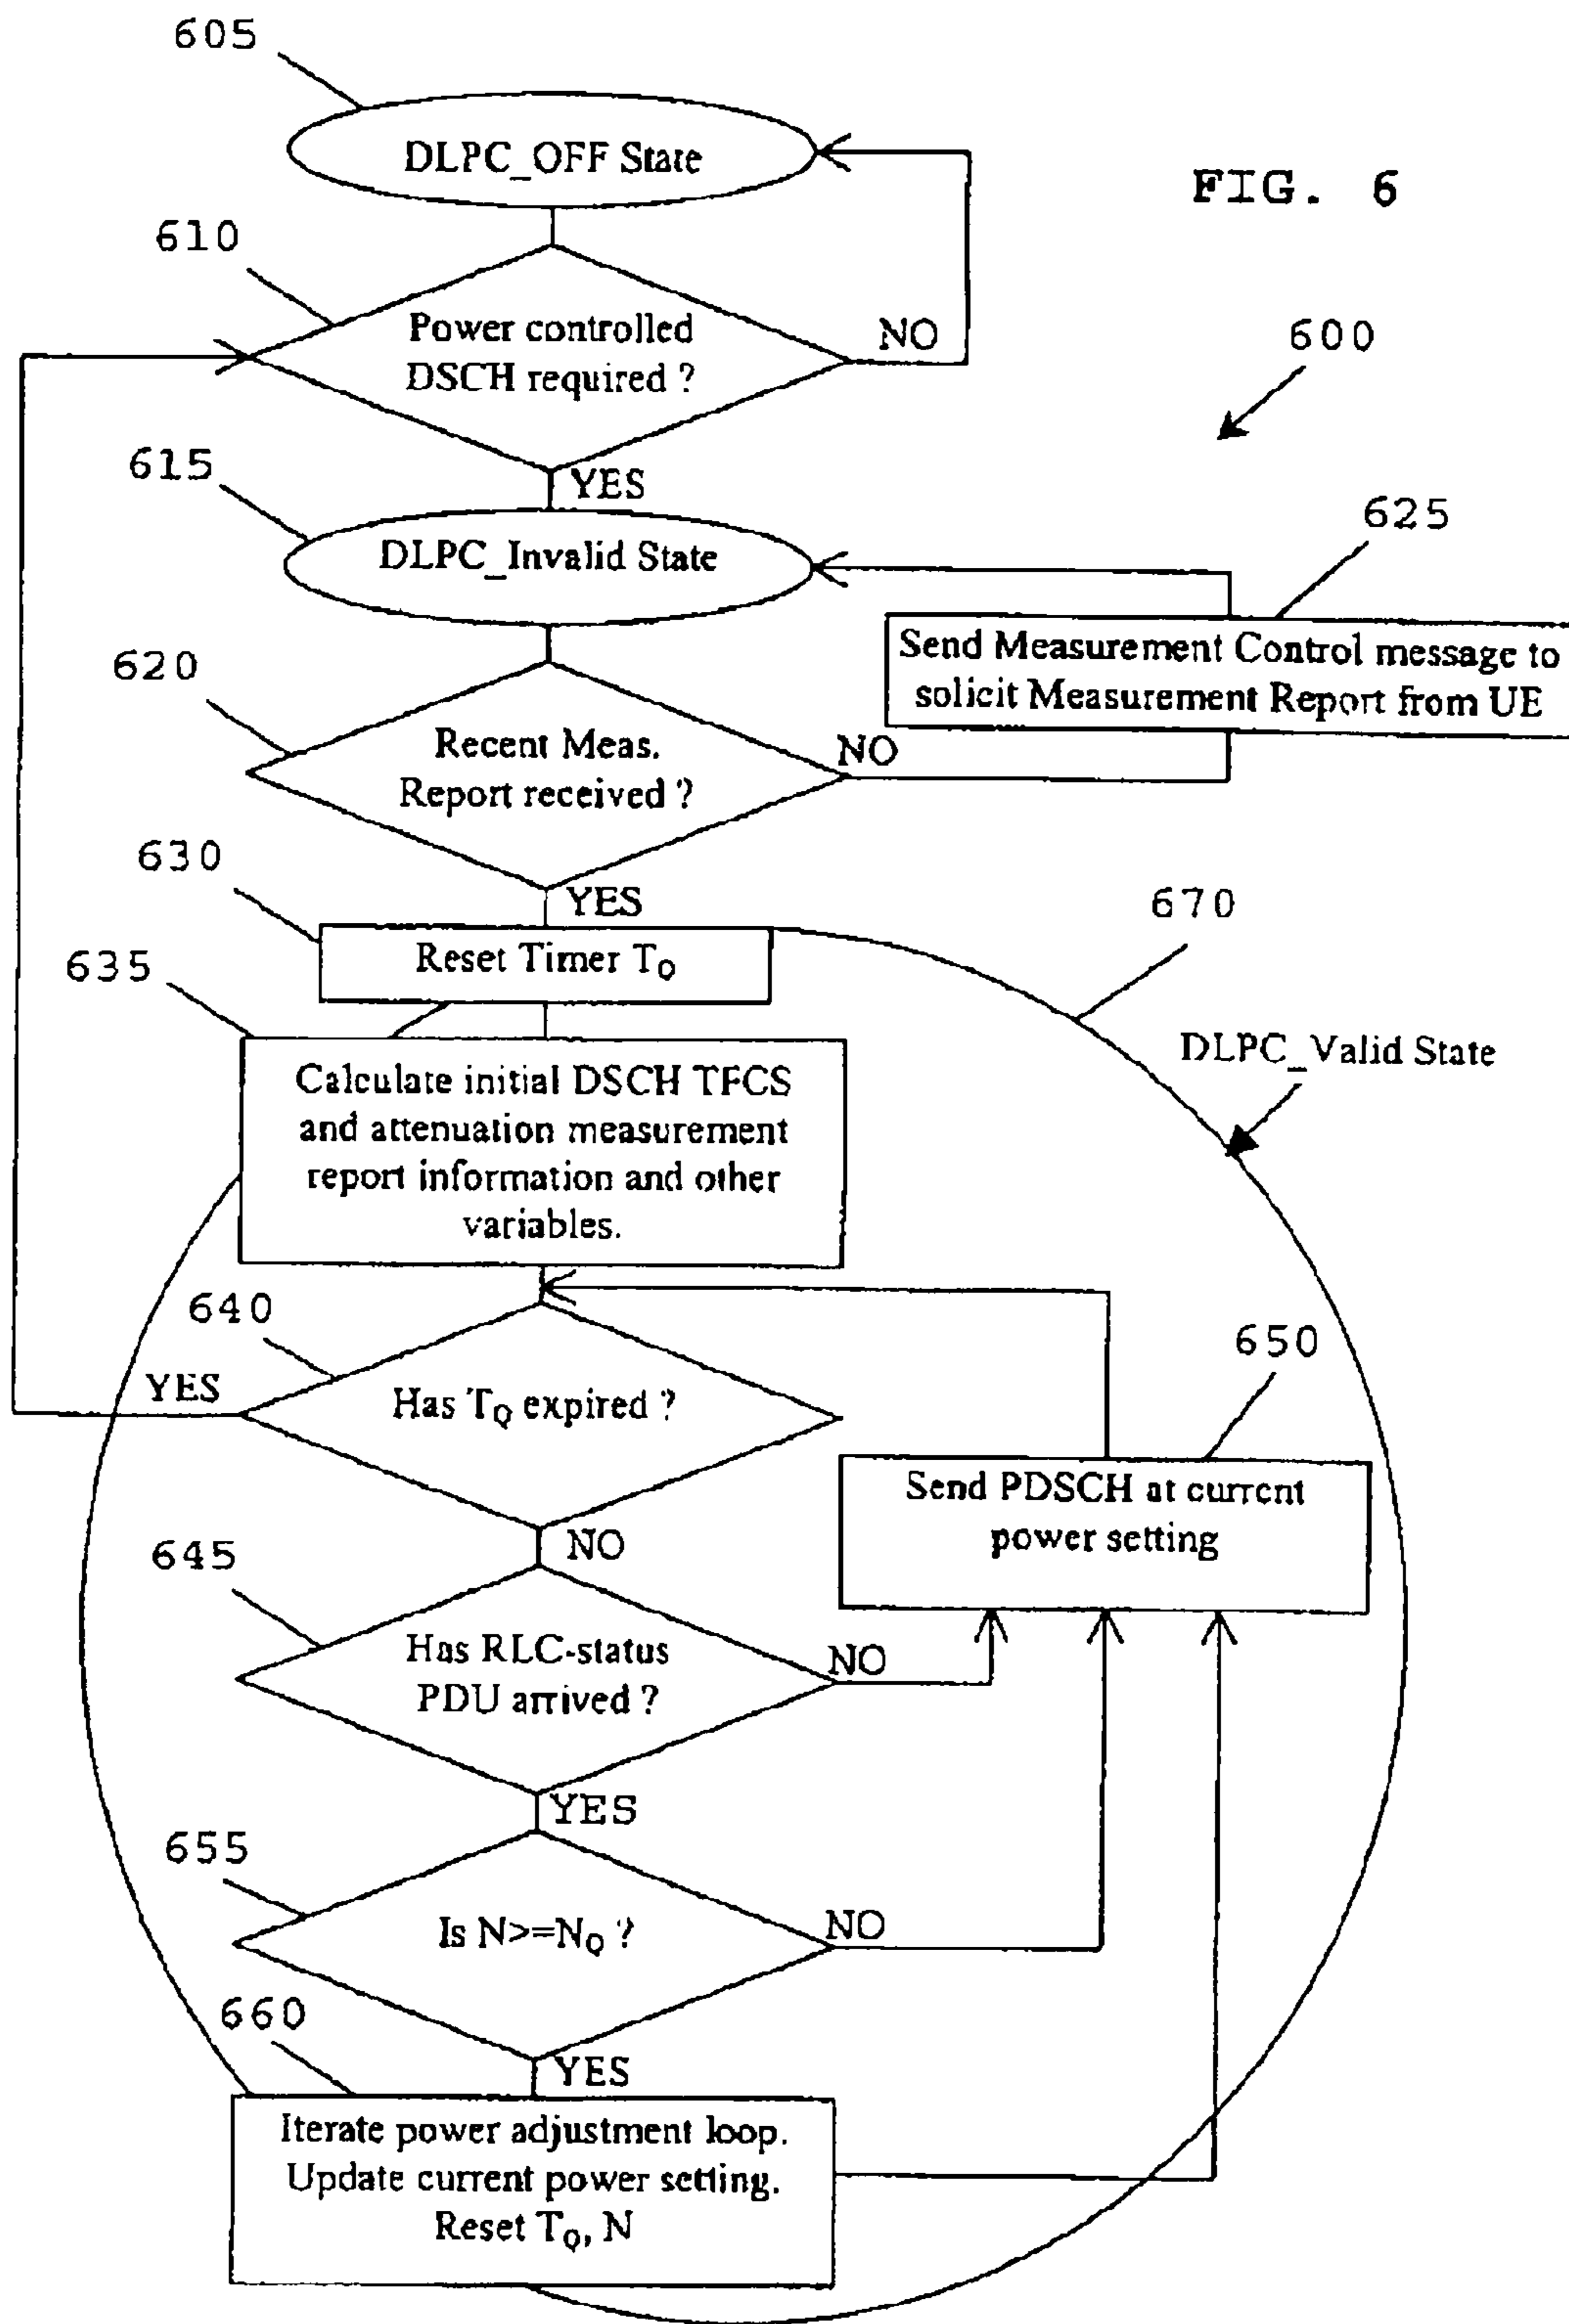 605
DLPC_OFF State
FIG. 6
610
Power controlled
DSCH required ?
NO
600
YES
615
DLPC_Invalid State
625
Send Measurement Control message to
solicit Measurement Report from UE
620
Recent Meas.
Report received ?
NO
630
YES
670
Reset Timer TQ
635
DLPC_Valid State
Calculate initial DSCH TFCS
and attenuation measurement
report information and other
variables.
640
650
YES
Has TQ expired ?
Send PDSCH at current
power setting
NO
645
Has RLC-status
PDU arrived ?
NO
YES
655
Is N>=NQ ?
NO
660
YES
Iterate power adjustment loop.
Update current power setting.
Reset TQ, N